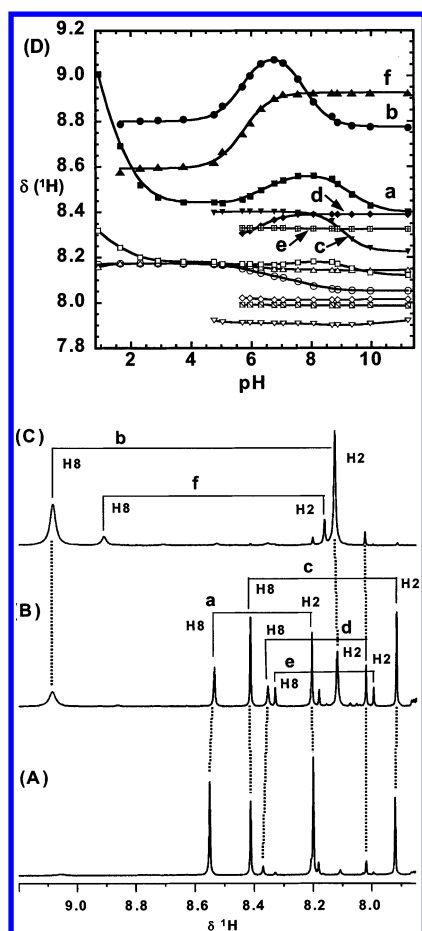 (D)
9.2
9.0
8.8
8.6
8.4
8.2
8.0
7.8
δ (¹H)
f
b
a
d
e
c
2 4 6 8 10
pH
(C)
b
H8
H2
f
H8
H2
(B)
c
H8
H2
a
H8
H2
d
H8
H2
e
H8
H2
(A)
9.0 8.8 8.6 8.4 8.2 8.0
δ ¹H